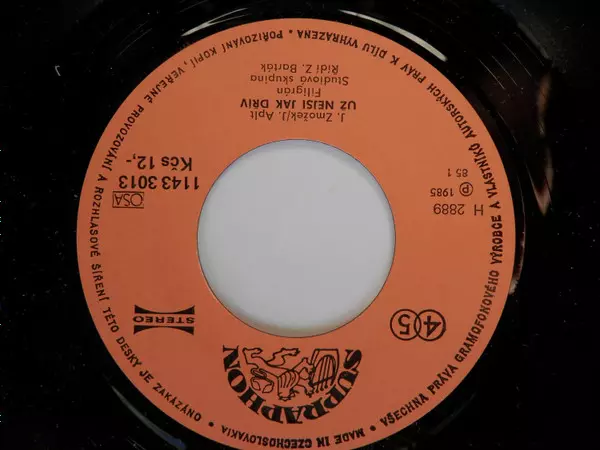 SUPRAPHON
45
STEREO
H 2889
Ⓟ 1985
85 1
OSA
1143 3013
Kčs 12,-
UŽ NEJSI JAK DŘÍV
J. Zmožek/J. Aplt
Filigrán
Studiová skupina
Řídí Z. Barták
MADE IN CZECHOSLOVAKIA • VŠECHNA PRÁVA GRAMOFONOVÉHO VÝROBCE A VLASTNÍKŮ AUTORSKÝCH PRÁV K DÍLU VYHRAZENA. POŘIZOVÁNÍ KOPIÍ, VEŘEJNÉ PROVOZOVÁNÍ A ROZHLASOVÉ ŠÍŘENÍ TÉTO DESKY JE ZAKÁZÁNO •